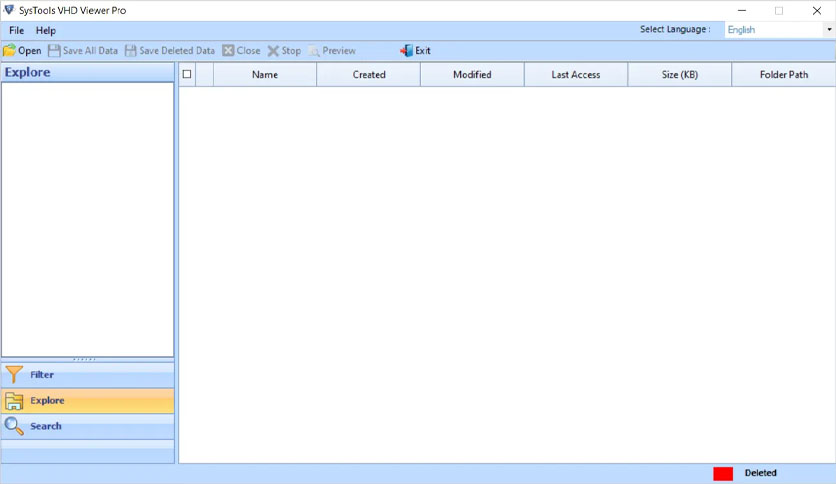 SysTools VHD Viewer Pro
File Help Select Language : English
Open Save All Data Save Deleted Data Close Stop Preview Exit
Explore
Name Created Modified Last Access Size (KB) Folder Path
Filter
Explore
Search
Deleted